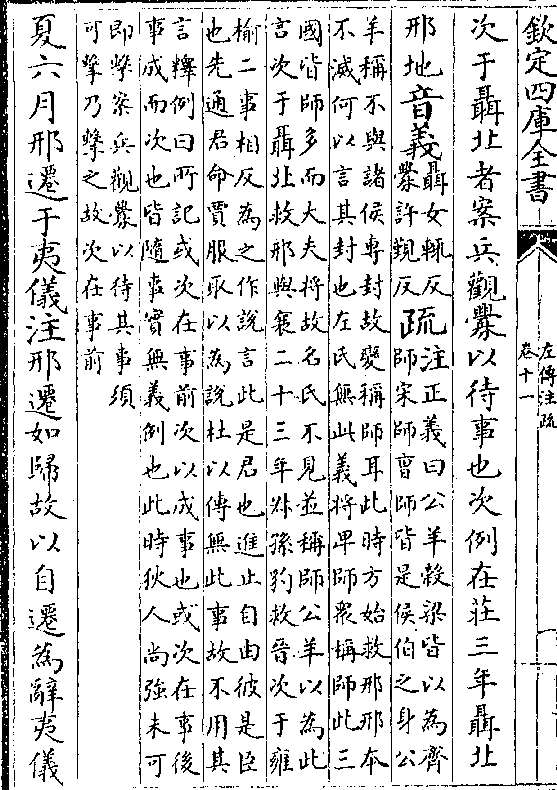 欽定四庫全書
左傳注疏
卷十一
次于聶北者案兵觀釁以待事也次例在莊三年聶北
邢地音義
聶女輒反
釁許覲反
疏
注正義曰公羊榖梁皆以為齊
師宋師曹師皆是侯伯之身公
羊稱不與諸侯專封故變稱師耳此時方始救邢邢本
不滅何以言其封也左氏無此義將卑師衆稱師此三
國皆師多而大夫將故名氏不見並稱師公羊以為此
言次于聶北救邢與襄二十三年叔孫豹救晉次于雍
榆二事相反為之作說言此是君也進止自由彼是臣
也先通君命賈服取以為說杜以傳無此事故不用其
言釋例曰所記或次在事前次以成事也或次在事後
事成而次也皆隨事實無義例也此時狄人尚強未可
即擊案兵觀釁以待其事須
可擊乃擊之故次在事前
夏六月邢遷于夷儀注邢遷如歸故以自遷為辭夷儀